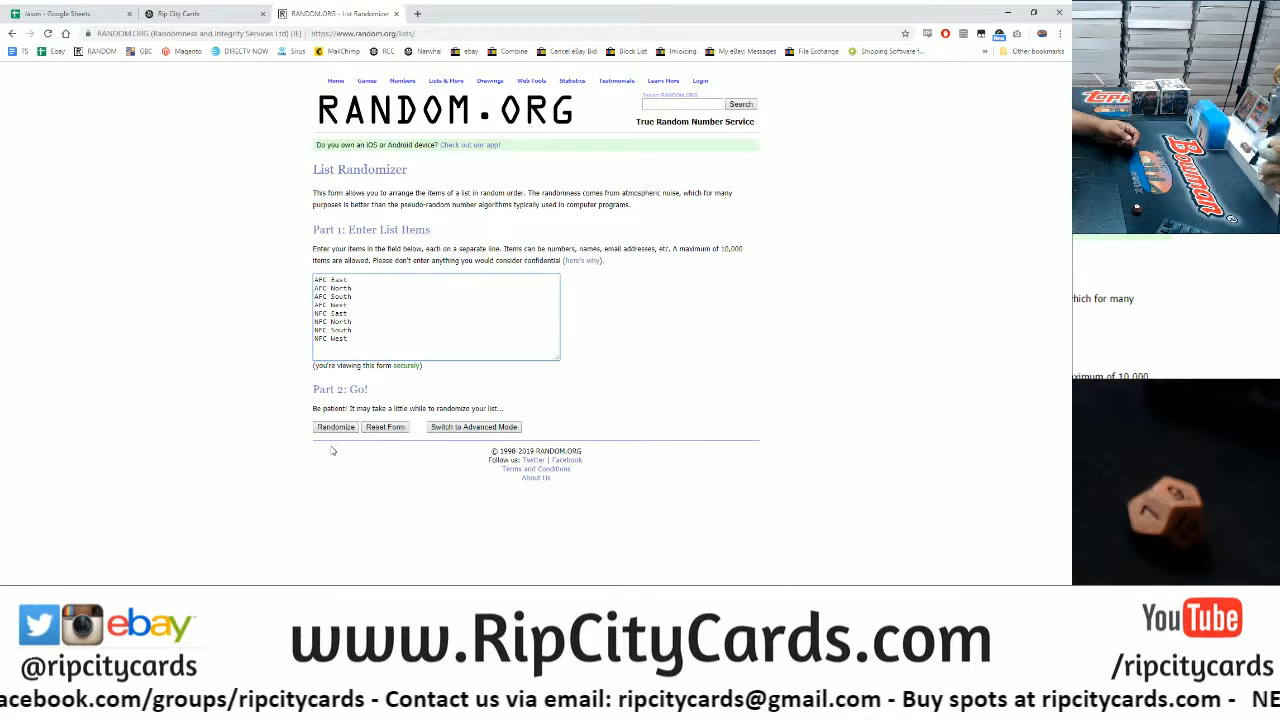 Jason - Google Sheets
Rip City Cards
RANDOM.ORG - List Randomizer
RANDOM.ORG (Randomness and Integrity Services Ltd) [IE] | https://www.random.org/lists/
TS Ebay RANDOM GBC Magento DIRECTV NOW Sirus MailChimp RCC Narwhal ebay Combine Cancel eBay Bid Block List Invoicing My eBay: Messages File Exchange Shipping Software f... » Other bookmarks
Home Games Numbers Lists & More Drawings Web Tools Statistics Testimonials Learn More Login
RANDOM.ORG
Search RANDOM.ORG
Search
True Random Number Service
Do you own an iOS or Android device? Check out our app!
List Randomizer
This form allows you to arrange the items of a list in random order. The randomness comes from atmospheric noise, which for many
purposes is better than the pseudo-random number algorithms typically used in computer programs.
Part 1: Enter List Items
Enter your items in the field below, each on a separate line. Items can be numbers, names, email addresses, etc. A maximum of 10,000
items are allowed. Please don't enter anything you would consider confidential (here's why).
AFC East
AFC North
AFC South
AFC West
NFC East
NFC North
NFC South
NFC West
(you're viewing this form securely)
Part 2: Go!
Be patient! It may take a little while to randomize your list...
Randomize Reset Form Switch to Advanced Mode
© 1998-2019 RANDOM.ORG
Follow us: Twitter | Facebook
Terms and Conditions
About Us
TOPPS
Bowman
hich for many
aximum of 10,000
ebay
@ripcitycards
www.RipCityCards.com
YouTube
/ripcitycards
acebook.com/groups/ripcitycards - Contact us via email: ripcitycards@gmail.com - Buy spots at ripcitycards.com - NE